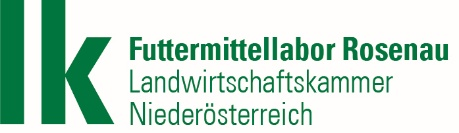 lk
Futtermittellabor Rosenau
Landwirtschaftskammer
Niederösterreich